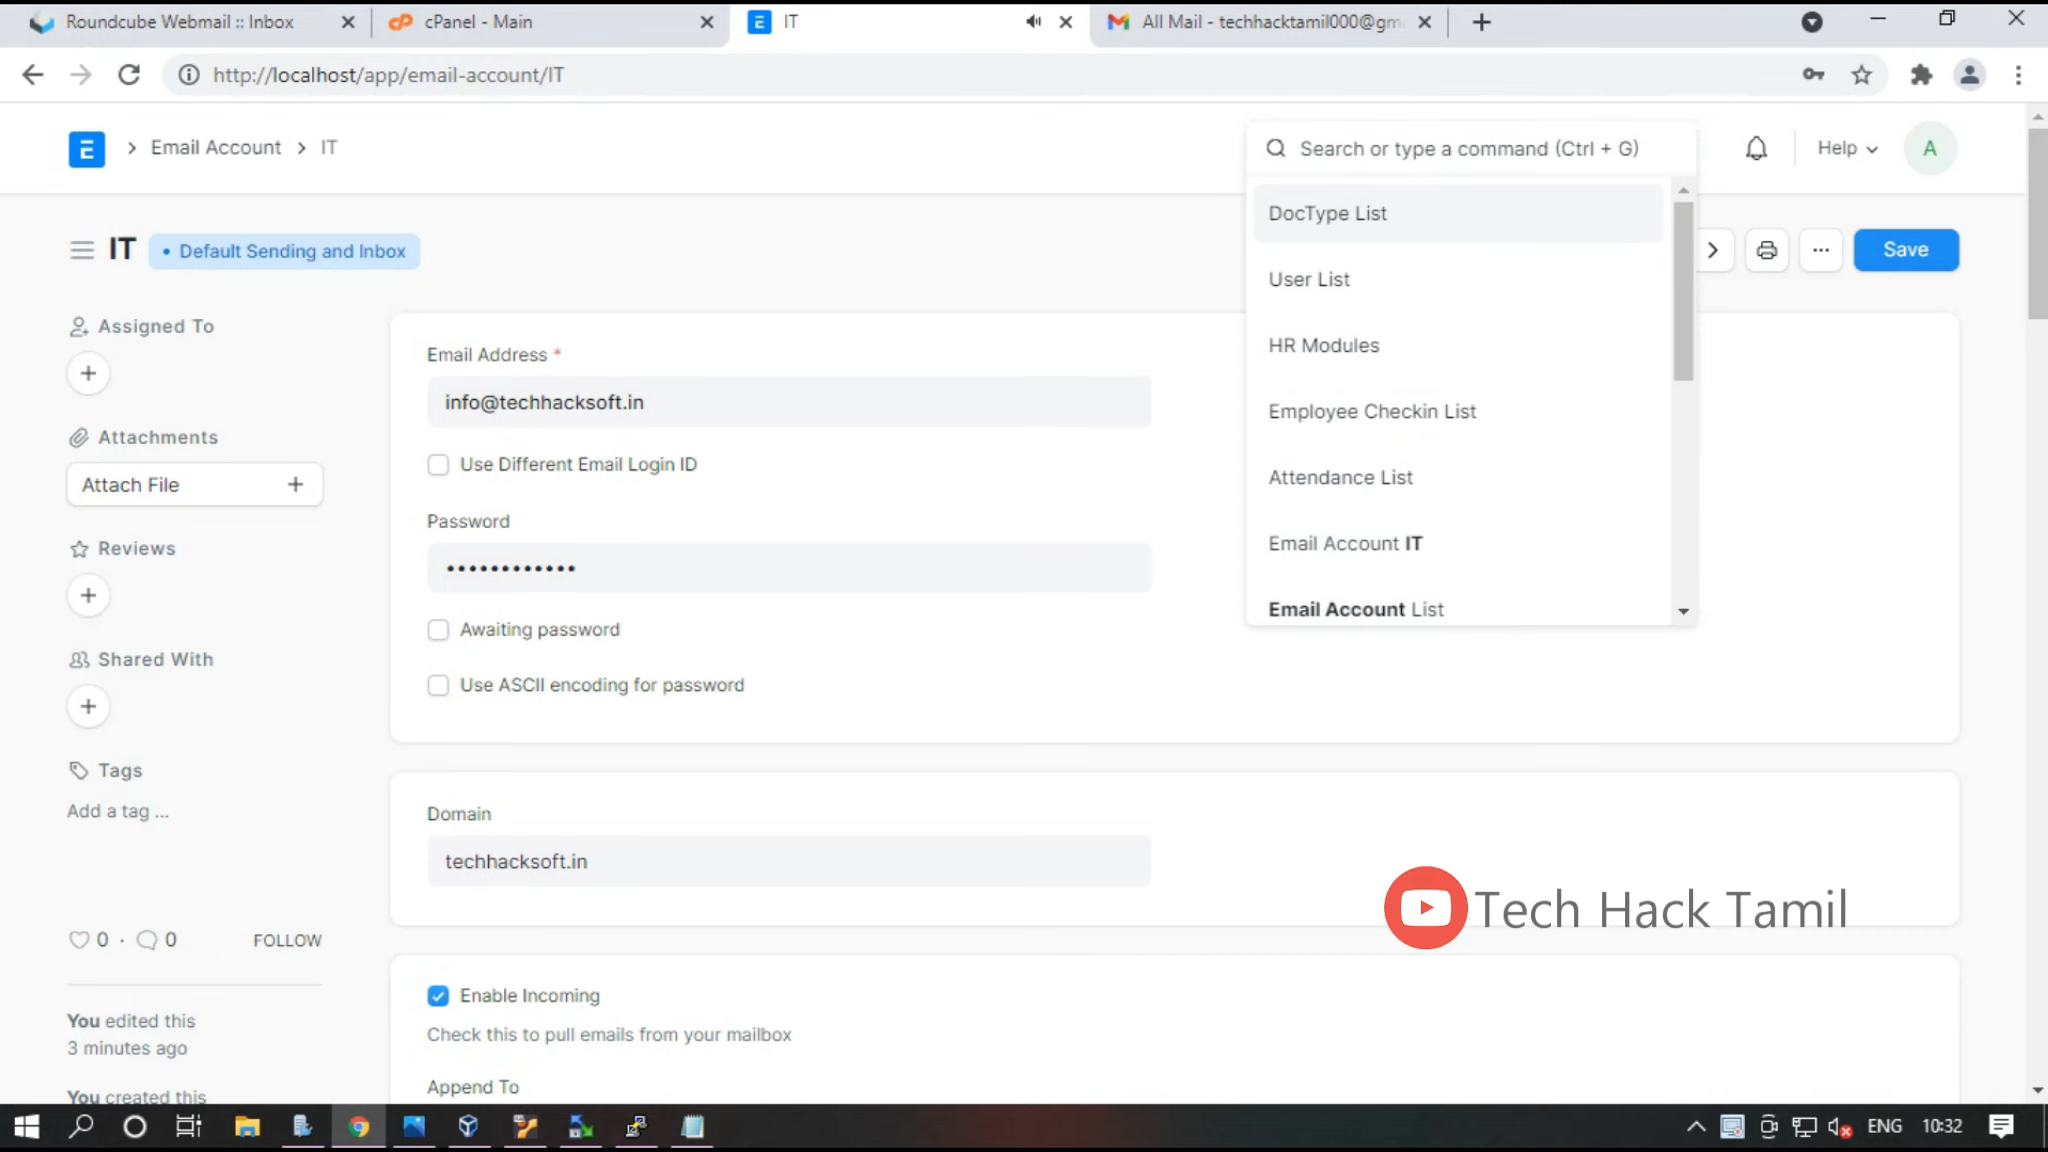 Roundcube Webmail :: Inbox
cPanel - Main
IT
All Mail - techhacktamil000@gm
http://localhost/app/email-account/IT
E
Email Account
IT
Search or type a command (Ctrl + G)
Help
A
IT
Default Sending and Inbox
Save
DocType List
User List
HR Modules
Employee Checkin List
Attendance List
Email Account IT
Email Account List
Assigned To
Attachments
Attach File
Reviews
Shared With
Tags
Add a tag ...
0 · 0
FOLLOW
You edited this
3 minutes ago
You created this
Email Address *
info@techhacksoft.in
Use Different Email Login ID
Password
••••••••••••
Awaiting password
Use ASCII encoding for password
Domain
techhacksoft.in
Tech Hack Tamil
Enable Incoming
Check this to pull emails from your mailbox
Append To
ENG
10:32